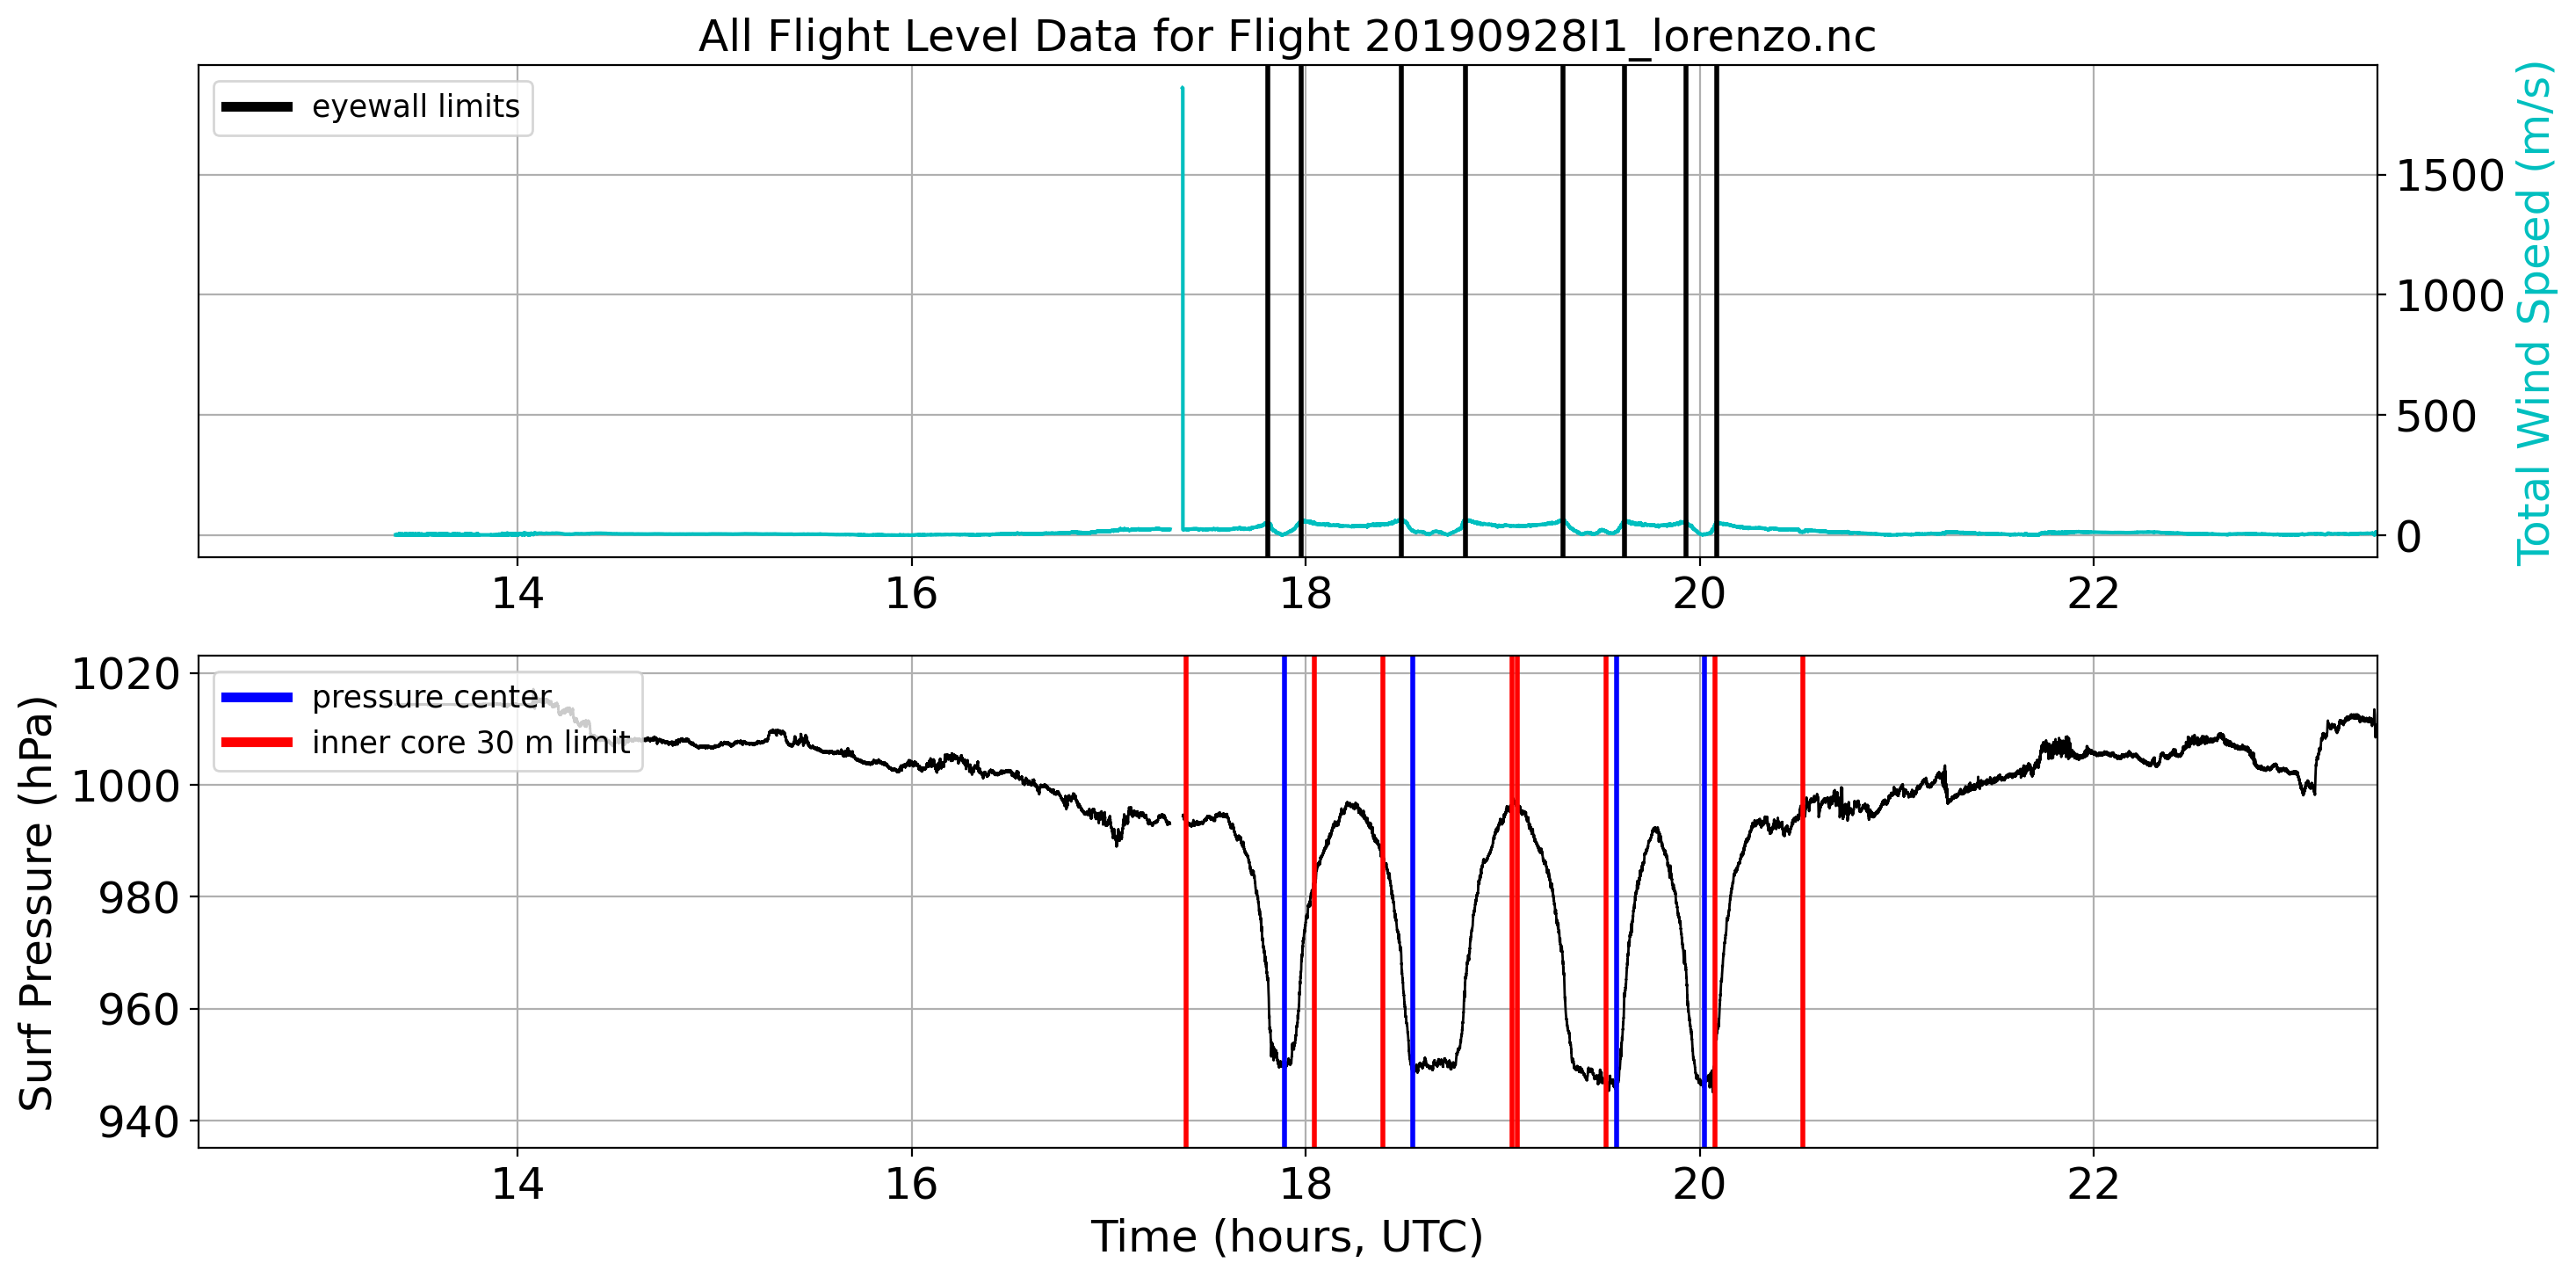 All Flight Level Data for Flight 20190928I1_lorenzo.nc
eyewall limits
1500
1000
500
0
Total Wind Speed (m/s)
14 16 18 20 22
1020
1000
980
960
940
Surf Pressure (hPa)
pressure center
inner core 30 m limit
14 16 18 20 22
Time (hours, UTC)